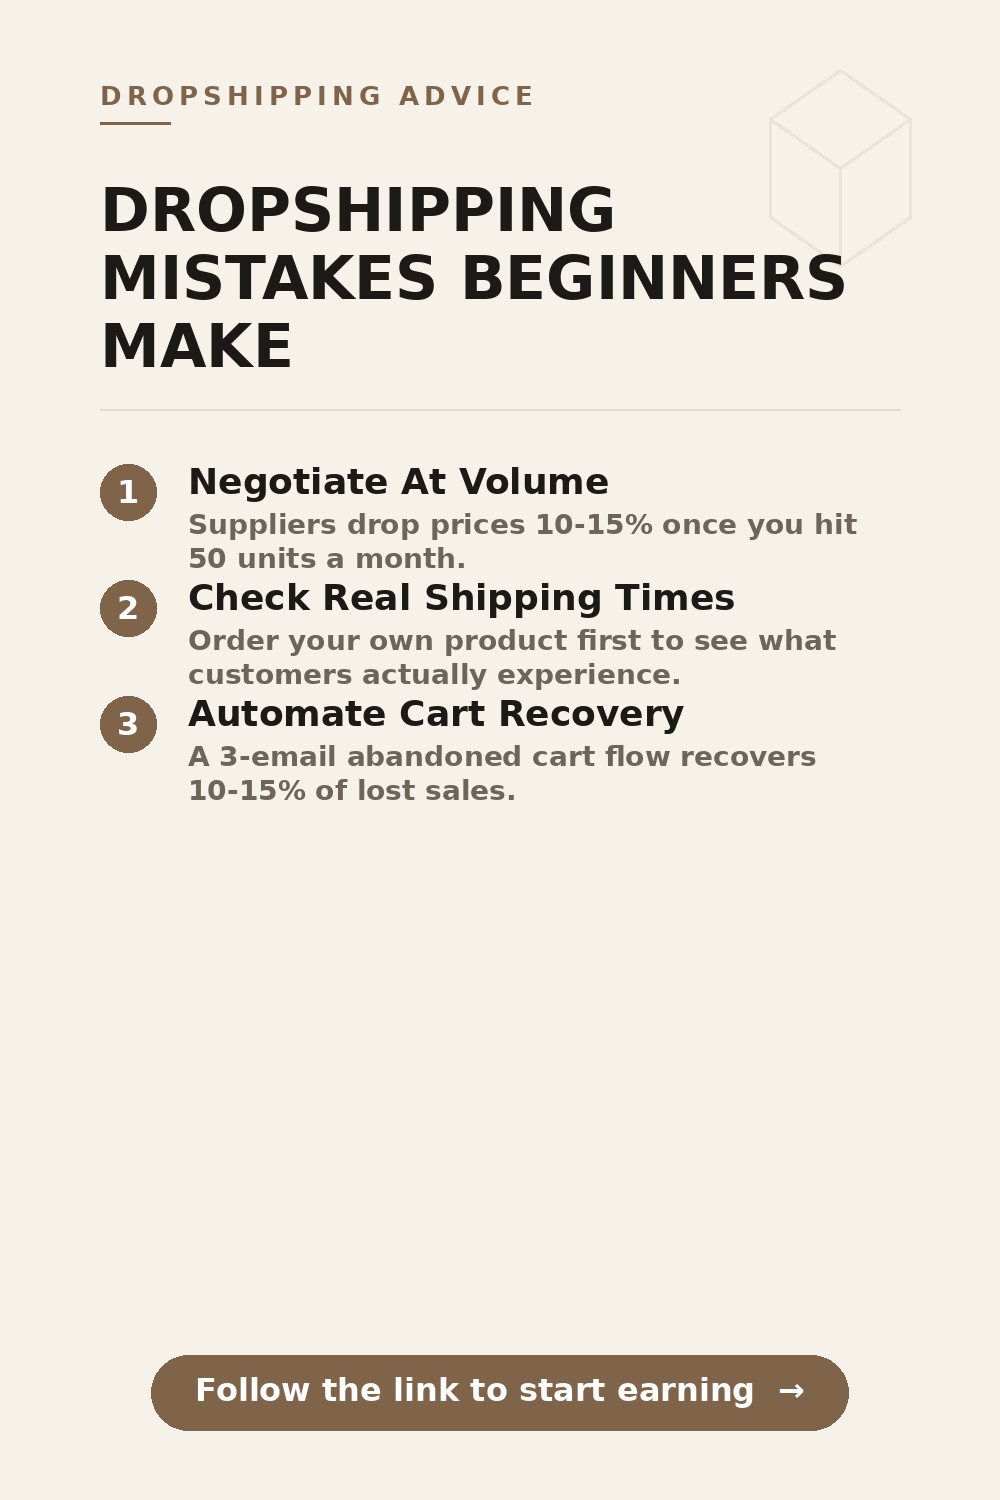 DROPSHIPPING ADVICE
DROPSHIPPING
MISTAKES BEGINNERS
MAKE
1
Negotiate At Volume
Suppliers drop prices 10-15% once you hit
50 units a month.
2
Check Real Shipping Times
Order your own product first to see what
customers actually experience.
3
Automate Cart Recovery
A 3-email abandoned cart flow recovers
10-15% of lost sales.
Follow the link to start earning →